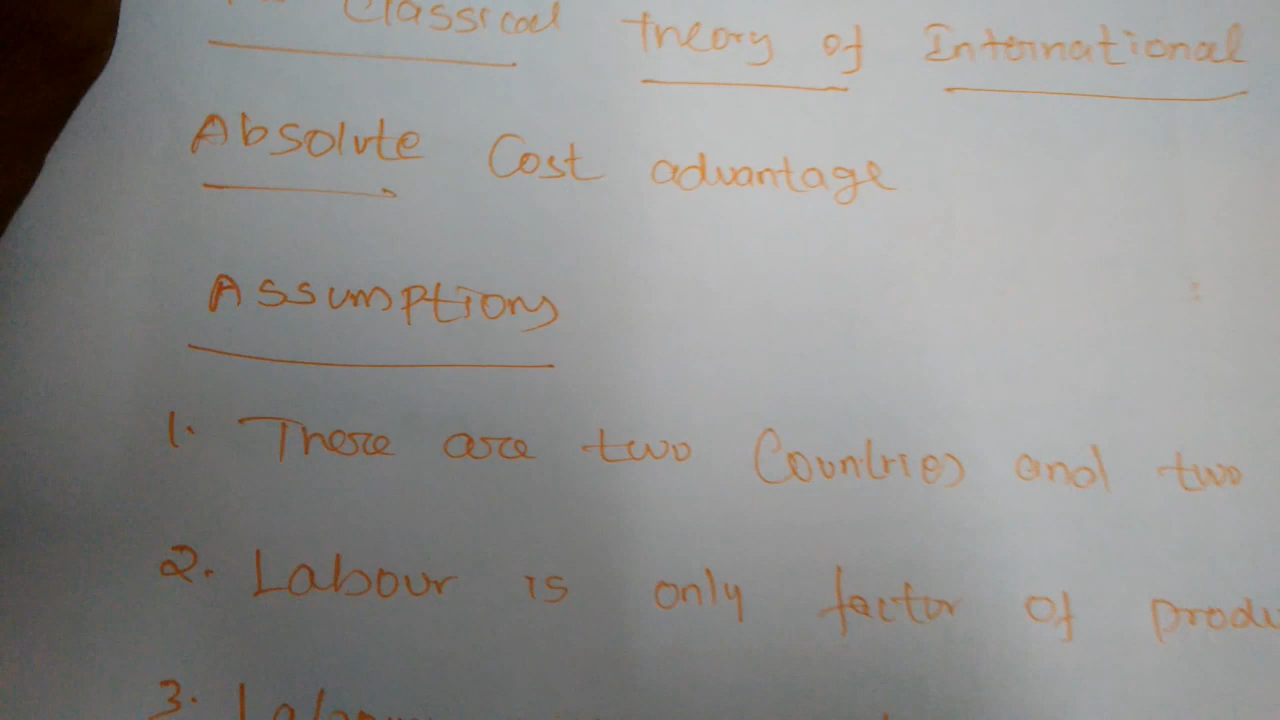 Classical theory of International
Absolute Cost advantage
Assumptions
1. There are two Countries and two
2. Labour is only factor of produ
3.